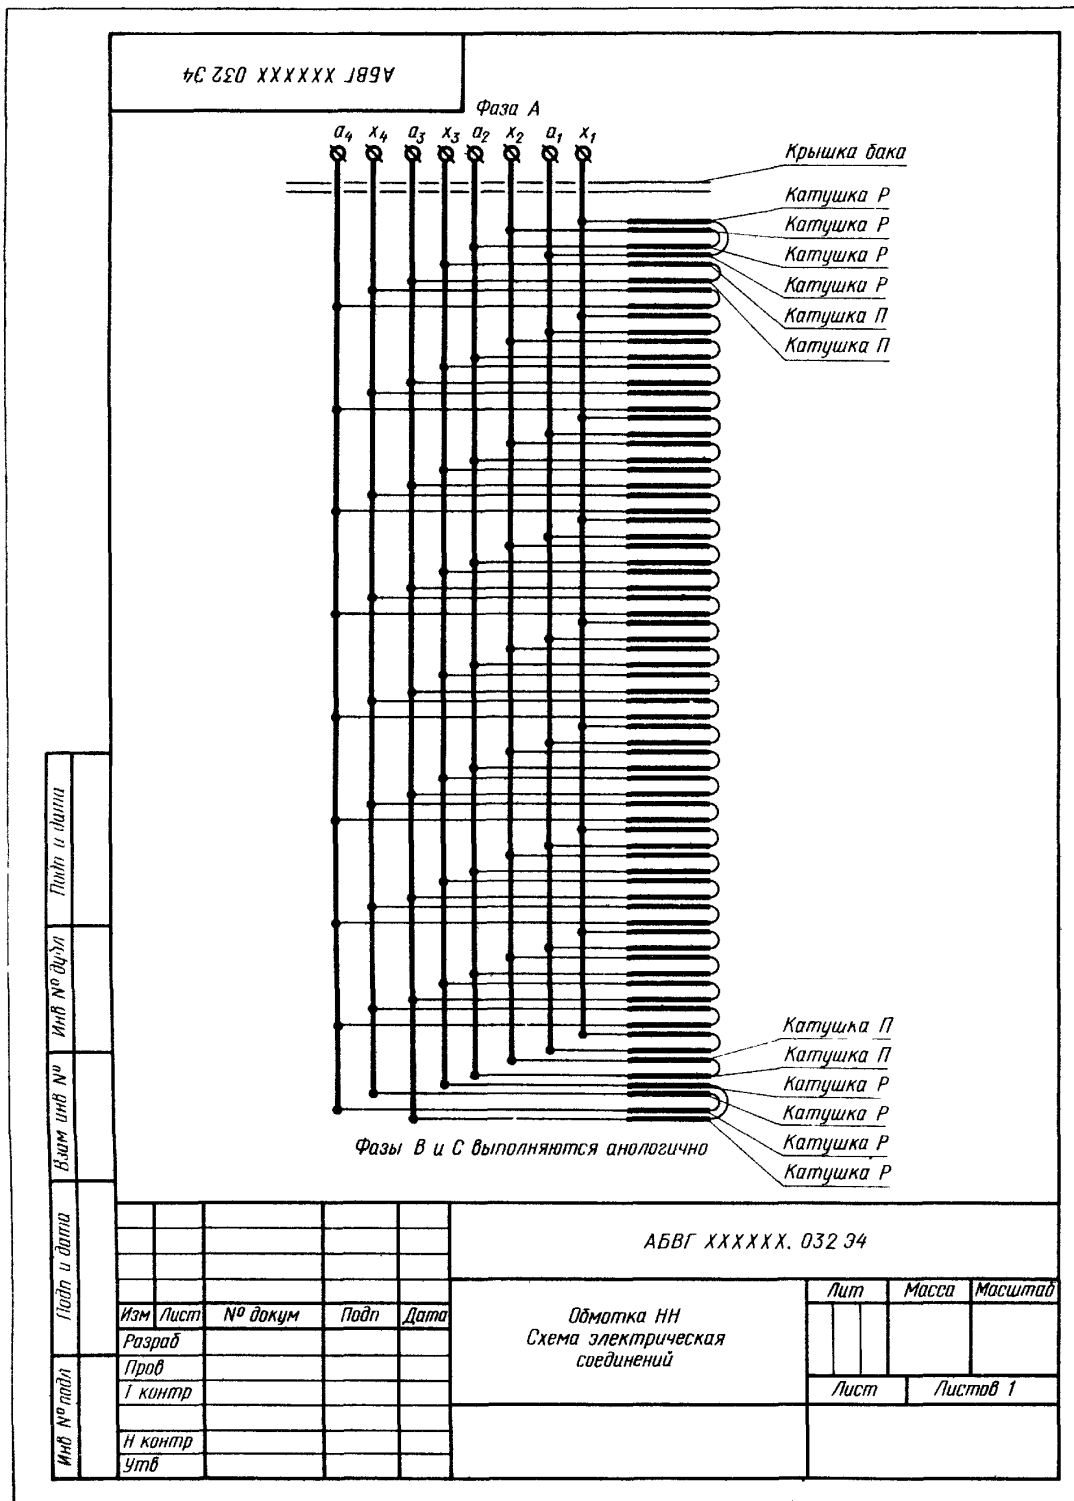 АБВГ XXXXXX 032 Э4
Фаза А
a4 x4 a3 x3 a2 x2 a1 x1
Крышка бака
Катушка Р
Катушка Р
Катушка Р
Катушка Р
Катушка П
Катушка П
Катушка П
Катушка П
Катушка Р
Катушка Р
Катушка Р
Катушка Р
Фазы В и С выполняются анологично
Подп и дата
Инв № дубл
Взам инв №
Подп и дата
Инв № подл
АБВГ XXXXXX. 032 Э4
Изм Лист № докум Подп Дата
Разраб
Пров
Т контр
Н контр
Утв
Обмотка НН
Схема электрическая
соединений
Лит Масса Масштаб
Лист Листов 1